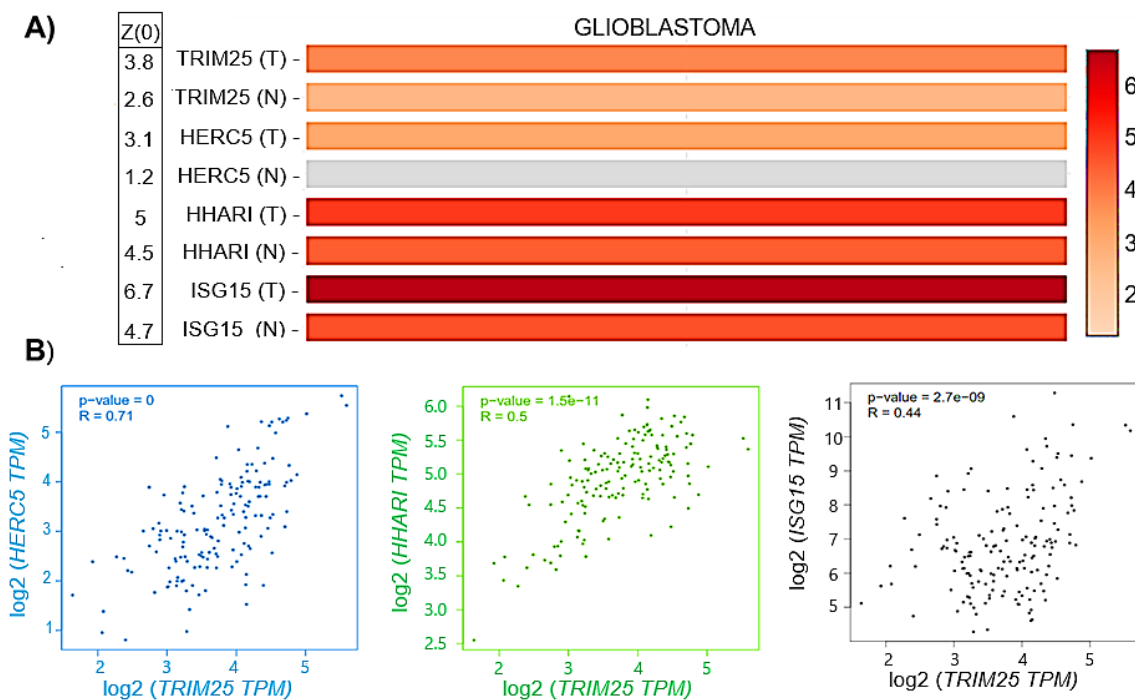 A)
Z(0)
GLIOBLASTOMA
3.8 TRIM25 (T) -
2.6 TRIM25 (N) -
3.1 HERC5 (T) -
1.2 HERC5 (N) -
5 HHARI (T) -
4.5 HHARI (N) -
6.7 ISG15 (T) -
4.7 ISG15 (N) -
6
5
4
3
2
B)
p-value = 0
R = 0.71
log2 (HERC5 TPM)
5
4
3
2
1
2 3 4 5
log2 (TRIM25 TPM)
p-value = 1.5e-11
R = 0.5
log2 (HHARI TPM)
6.0
5.5
5.0
4.5
4.0
3.5
3.0
2.5
2 3 4 5
log2 (TRIM25 TPM)
p-value = 2.7e-09
R = 0.44
log2 (ISG15 TPM)
11
10
9
8
7
6
5
2 3 4 5
log2 (TRIM25 TPM)